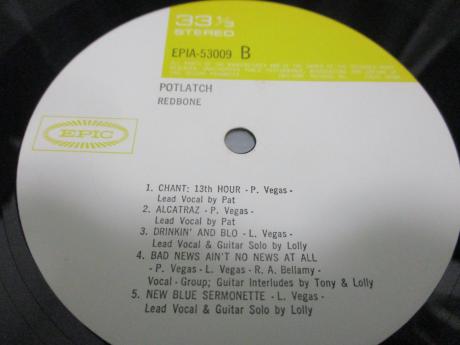 33⅓
STEREO
EPIA-53009 B
POTLATCH
REDBONE
EPIC
1. CHANT: 13th HOUR - P. Vegas -
Lead Vocal by Pat
2. ALCATRAZ - P. Vegas -
Lead Vocal by Pat
3. DRINKIN' AND BLO - L. Vegas -
Lead Vocal & Guitar Solo by Lolly
4. BAD NEWS AIN'T NO NEWS AT ALL
- P. Vegas - L. Vegas - R. A. Bellamy -
Vocal - Group; Guitar Interludes by Tony & Lolly
5. NEW BLUE SERMONETTE - L. Vegas -
Lead Vocal & Guitar Solo by Lolly